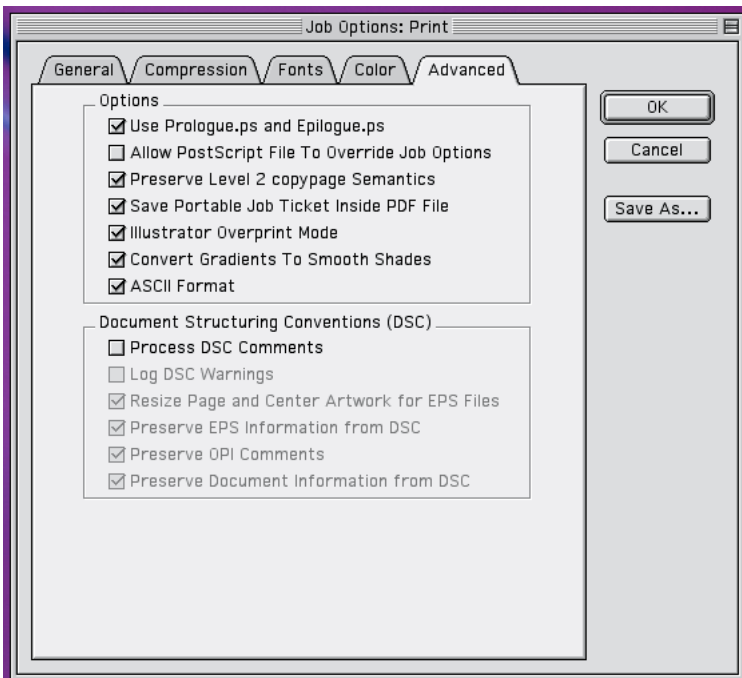 Job Options: Print
General
Compression
Fonts
Color
Advanced
Options
Use Prologue.ps and Epilogue.ps
Allow PostScript File To Override Job Options
Preserve Level 2 copypage Semantics
Save Portable Job Ticket Inside PDF File
Illustrator Overprint Mode
Convert Gradients To Smooth Shades
ASCII Format
Document Structuring Conventions (DSC)
Process DSC Comments
Log DSC Warnings
Resize Page and Center Artwork for EPS Files
Preserve EPS Information from DSC
Preserve OPI Comments
Preserve Document Information from DSC
OK
Cancel
Save As...